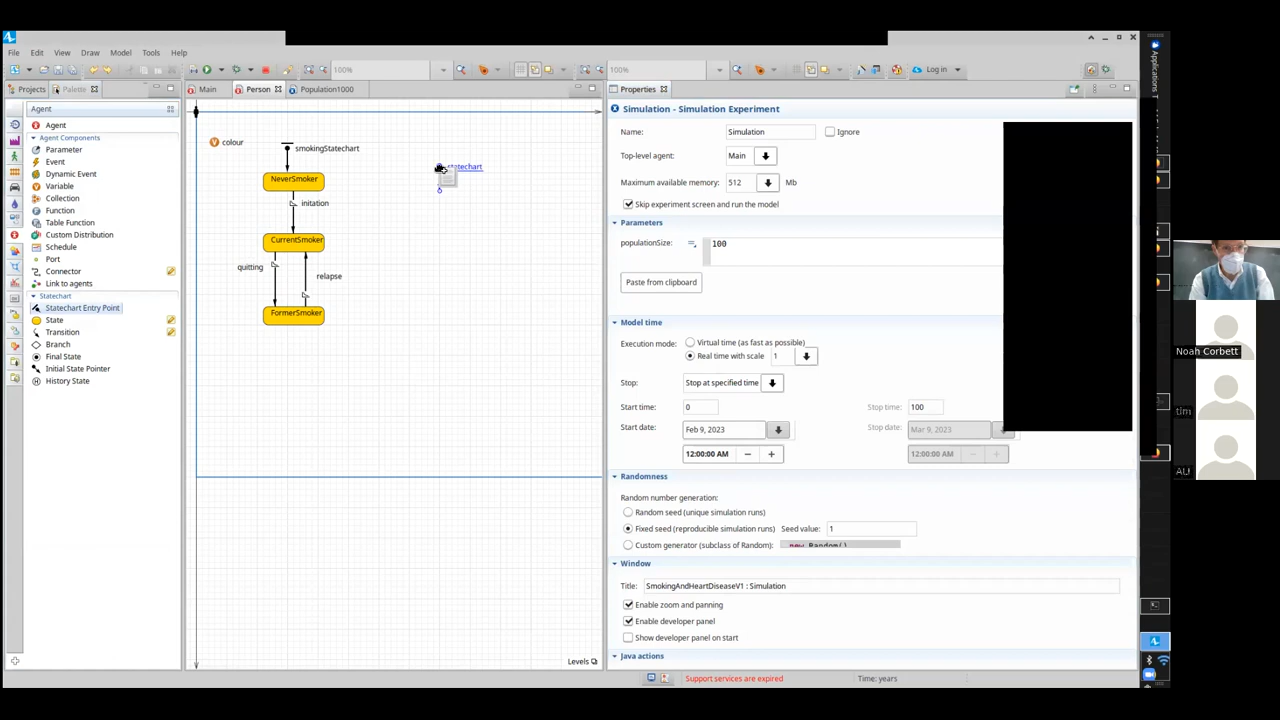 File Edit View Draw Model Tools Help
100% 100% Log in
Projects Palette Main Person Population1000 Properties
Agent
Agent
Agent Components
Parameter
Event
Dynamic Event
Variable
Collection
Function
Table Function
Custom Distribution
Schedule
Port
Connector
Link to agents
Statechart
Statechart Entry Point
State
Transition
Branch
Final State
Initial State Pointer
History State
V colour
smokingStatechart
statechart
NeverSmoker
initation
CurrentSmoker
quitting
relapse
FormerSmoker
Levels
Simulation - Simulation Experiment
Name: Simulation Ignore
Top-level agent: Main
Maximum available memory: 512 Mb
Skip experiment screen and run the model
Parameters
populationSize: 100
Paste from clipboard
Model time
Execution mode: Virtual time (as fast as possible)
Real time with scale 1
Stop: Stop at specified time
Start time: 0 Stop time: 100
Start date: Feb 9, 2023 Mar 9, 2023
Stop date:
12:00:00 AM 12:00:00 AM
Randomness
Random number generation:
Random seed (unique simulation runs)
Fixed seed (reproducible simulation runs) Seed value: 1
Custom generator (subclass of Random): new Random()
Window
Title: SmokingAndHeartDiseaseV1 : Simulation
Enable zoom and panning
Enable developer panel
Show developer panel on start
Java actions
Support services are expired Time: years
Applications
Noah Corbett
tim